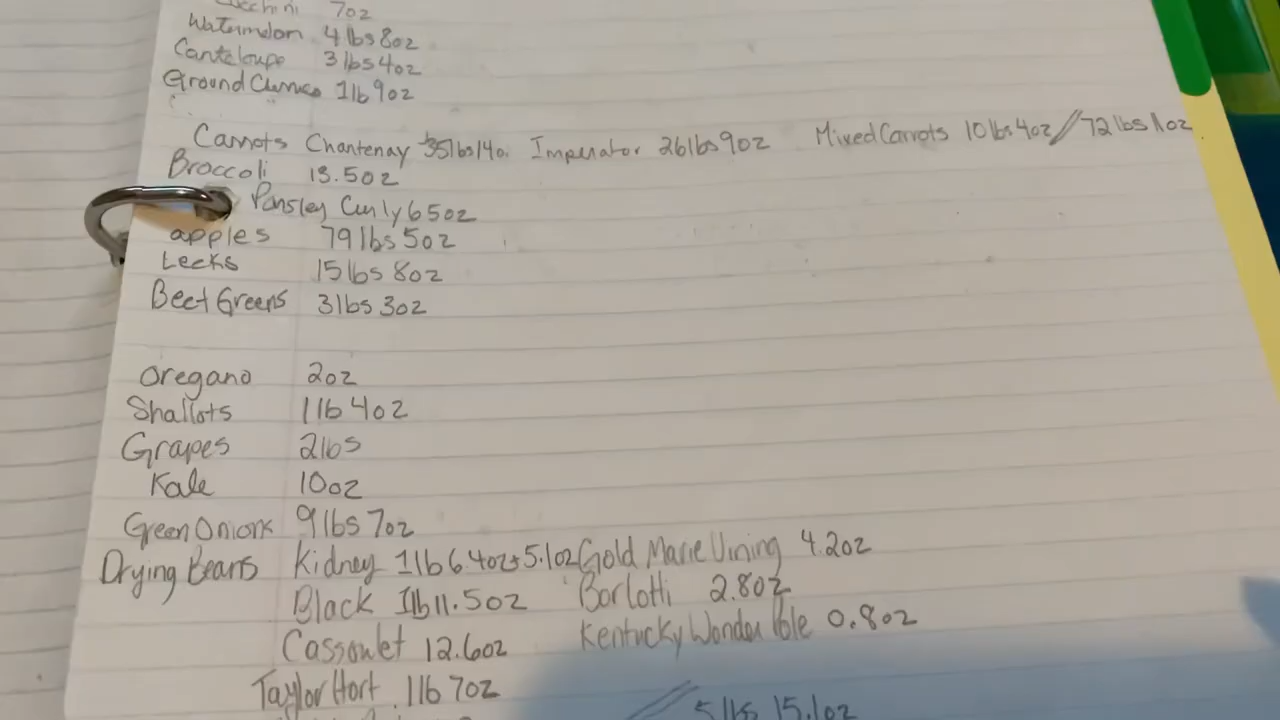 Zucchini 7oz
Watermelon 4lbs 8oz
Canteloupe 3lbs 4oz
Ground 1lb 9oz
Carrots Chantenay 35lbs 14o. Imperator 26lbs 9oz Mixed Carrots 10lbs 4oz // 72lbs 11oz
Broccoli 13.5oz
Parsley Curly 6.5oz
apples 79lbs 5oz
Leeks 15lbs 8oz
Beet Greens 3lbs 3oz
Oregano 2oz
Shallots 1lb 4oz
Grapes 2lbs
Kale 10oz
Green Onions 9lbs 7oz
Drying Beans Kidney 1lb 6.4oz + 5.1oz Gold Marie Vining 4.2oz
Black 1lb 11.5oz Borlotti 2.8oz
Cassoulet 12.6oz Kentucky Wonder Pole 0.8oz
Taylor Hort. 1lb 7oz
// 5lbs 15.1oz